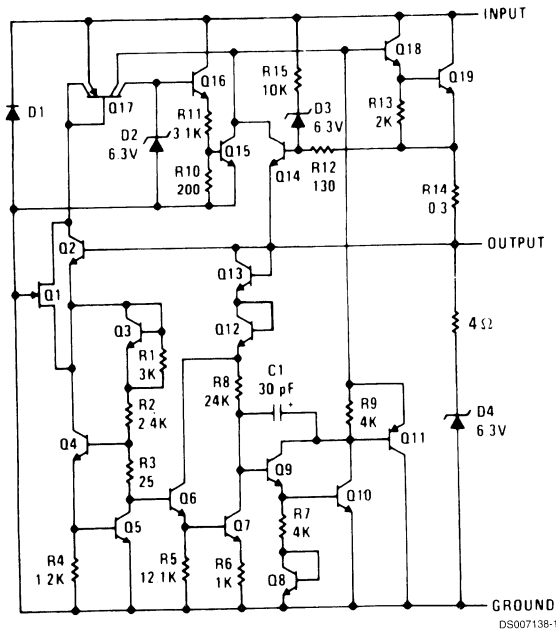 INPUT
Q18
Q19
Q16
R15
10K
Q17
D1
R11
3.1K
D3
6.3V
R13
2K
D2
6.3V
Q15
R10
200
Q14
R12
130
R14
0.3
Q2
OUTPUT
Q13
Q1
Q3
Q12
4Ω
R1
3K
C1
30 pF
+
R8
24K
R2
2.4K
R9
4K
D4
6.3V
Q4
Q11
R3
25
Q9
Q6
Q10
Q5
Q7
R7
4K
R4
1.2K
R5
12.1K
R6
1K
Q8
GROUND
DS007138-1